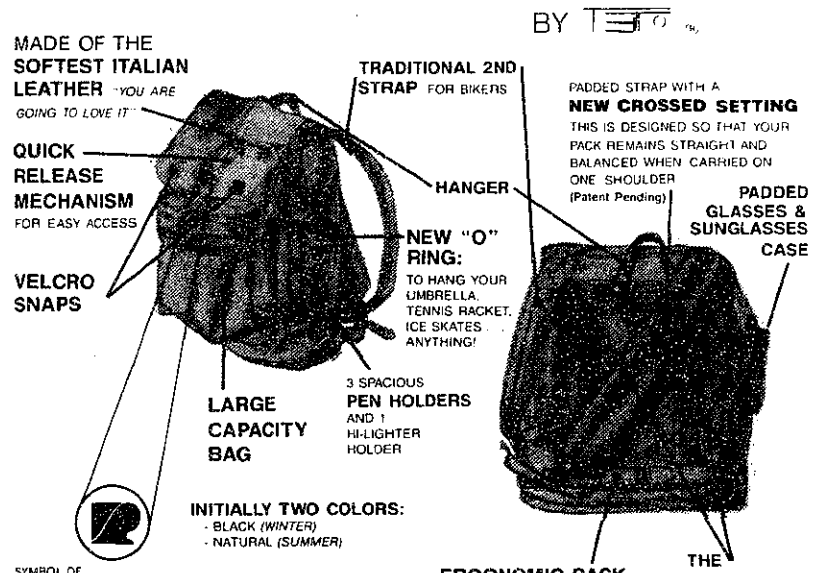 BY
MADE OF THE
SOFTEST ITALIAN
LEATHER "YOU ARE
GOING TO LOVE IT"
QUICK
RELEASE
MECHANISM
FOR EASY ACCESS
VELCRO
SNAPS
TRADITIONAL 2ND
STRAP FOR BIKERS
HANGER
NEW "O"
RING:
TO HANG YOUR
UMBRELLA,
TENNIS RACKET,
ICE SKATES . . .
ANYTHING!
3 SPACIOUS
PEN HOLDERS
AND 1
HI-LIGHTER
HOLDER
LARGE
CAPACITY
BAG
PADDED STRAP WITH A
NEW CROSSED SETTING
THIS IS DESIGNED SO THAT YOUR
PACK REMAINS STRAIGHT AND
BALANCED WHEN CARRIED ON
ONE SHOULDER
(Patent Pending)
PADDED
GLASSES &
SUNGLASSES
CASE
INITIALLY TWO COLORS:
- BLACK (WINTER)
- NATURAL (SUMMER)
SYMBOL OF
ERGONOMIC BACK
THE